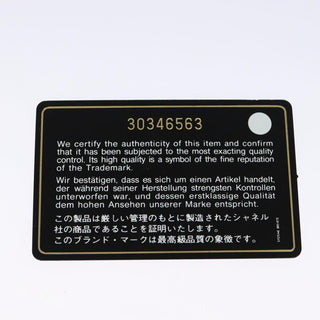 30346563
We certify the authenticity of this item and confirm
that it has been subjected to the most exacting quality
control. Its high quality is a symbol of the fine reputation
of the Trademark.
Wir bestätigen, dass es sich um einen Artikel handelt,
der während seiner Herstellung strengsten Kontrollen
unterworfen war, und dessen erstklassige Qualität
dem hohen Ansehen unserer Marke entspricht.
この製品は厳しい管理のもとに製造されたシャネル
社の商品であることを証明いたします。
このブランド・マークは最高級品質の象徴です。